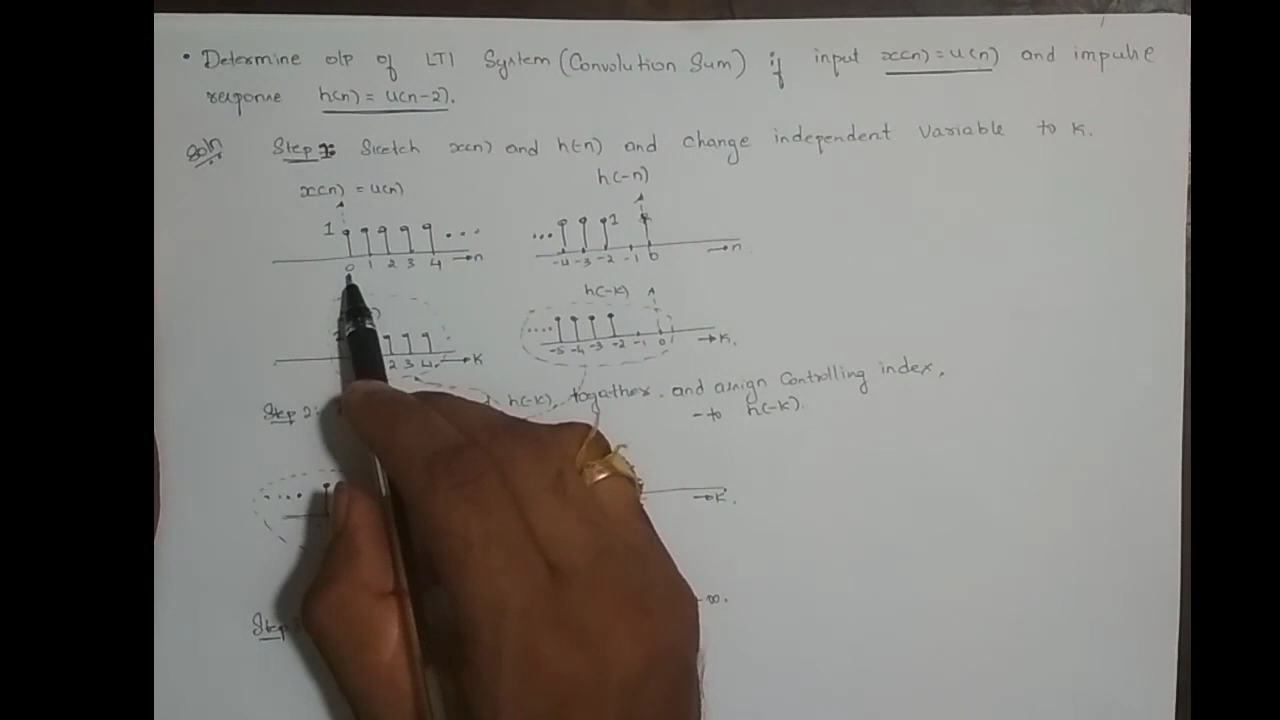 • Determine o/p of LTI System (Convolution Sum) if input x(n) = u(n) and impulse
response h(n) = u(n-2).
Soln Step 1: Sketch x(n) and h(-n) and change independent variable to K.
x(n) = u(n) h(-n)
1 ... ... 1
0 1 2 3 4 →n -4 -3 -2 -1 0 →n
h(-k)
....
2 3 4 →K -5 -4 -3 -2 -1 0 1 →K.
Step 2: h(-k), togather. and assign Controlling index,
- to h(-k).
....
→K.
∞.
Step